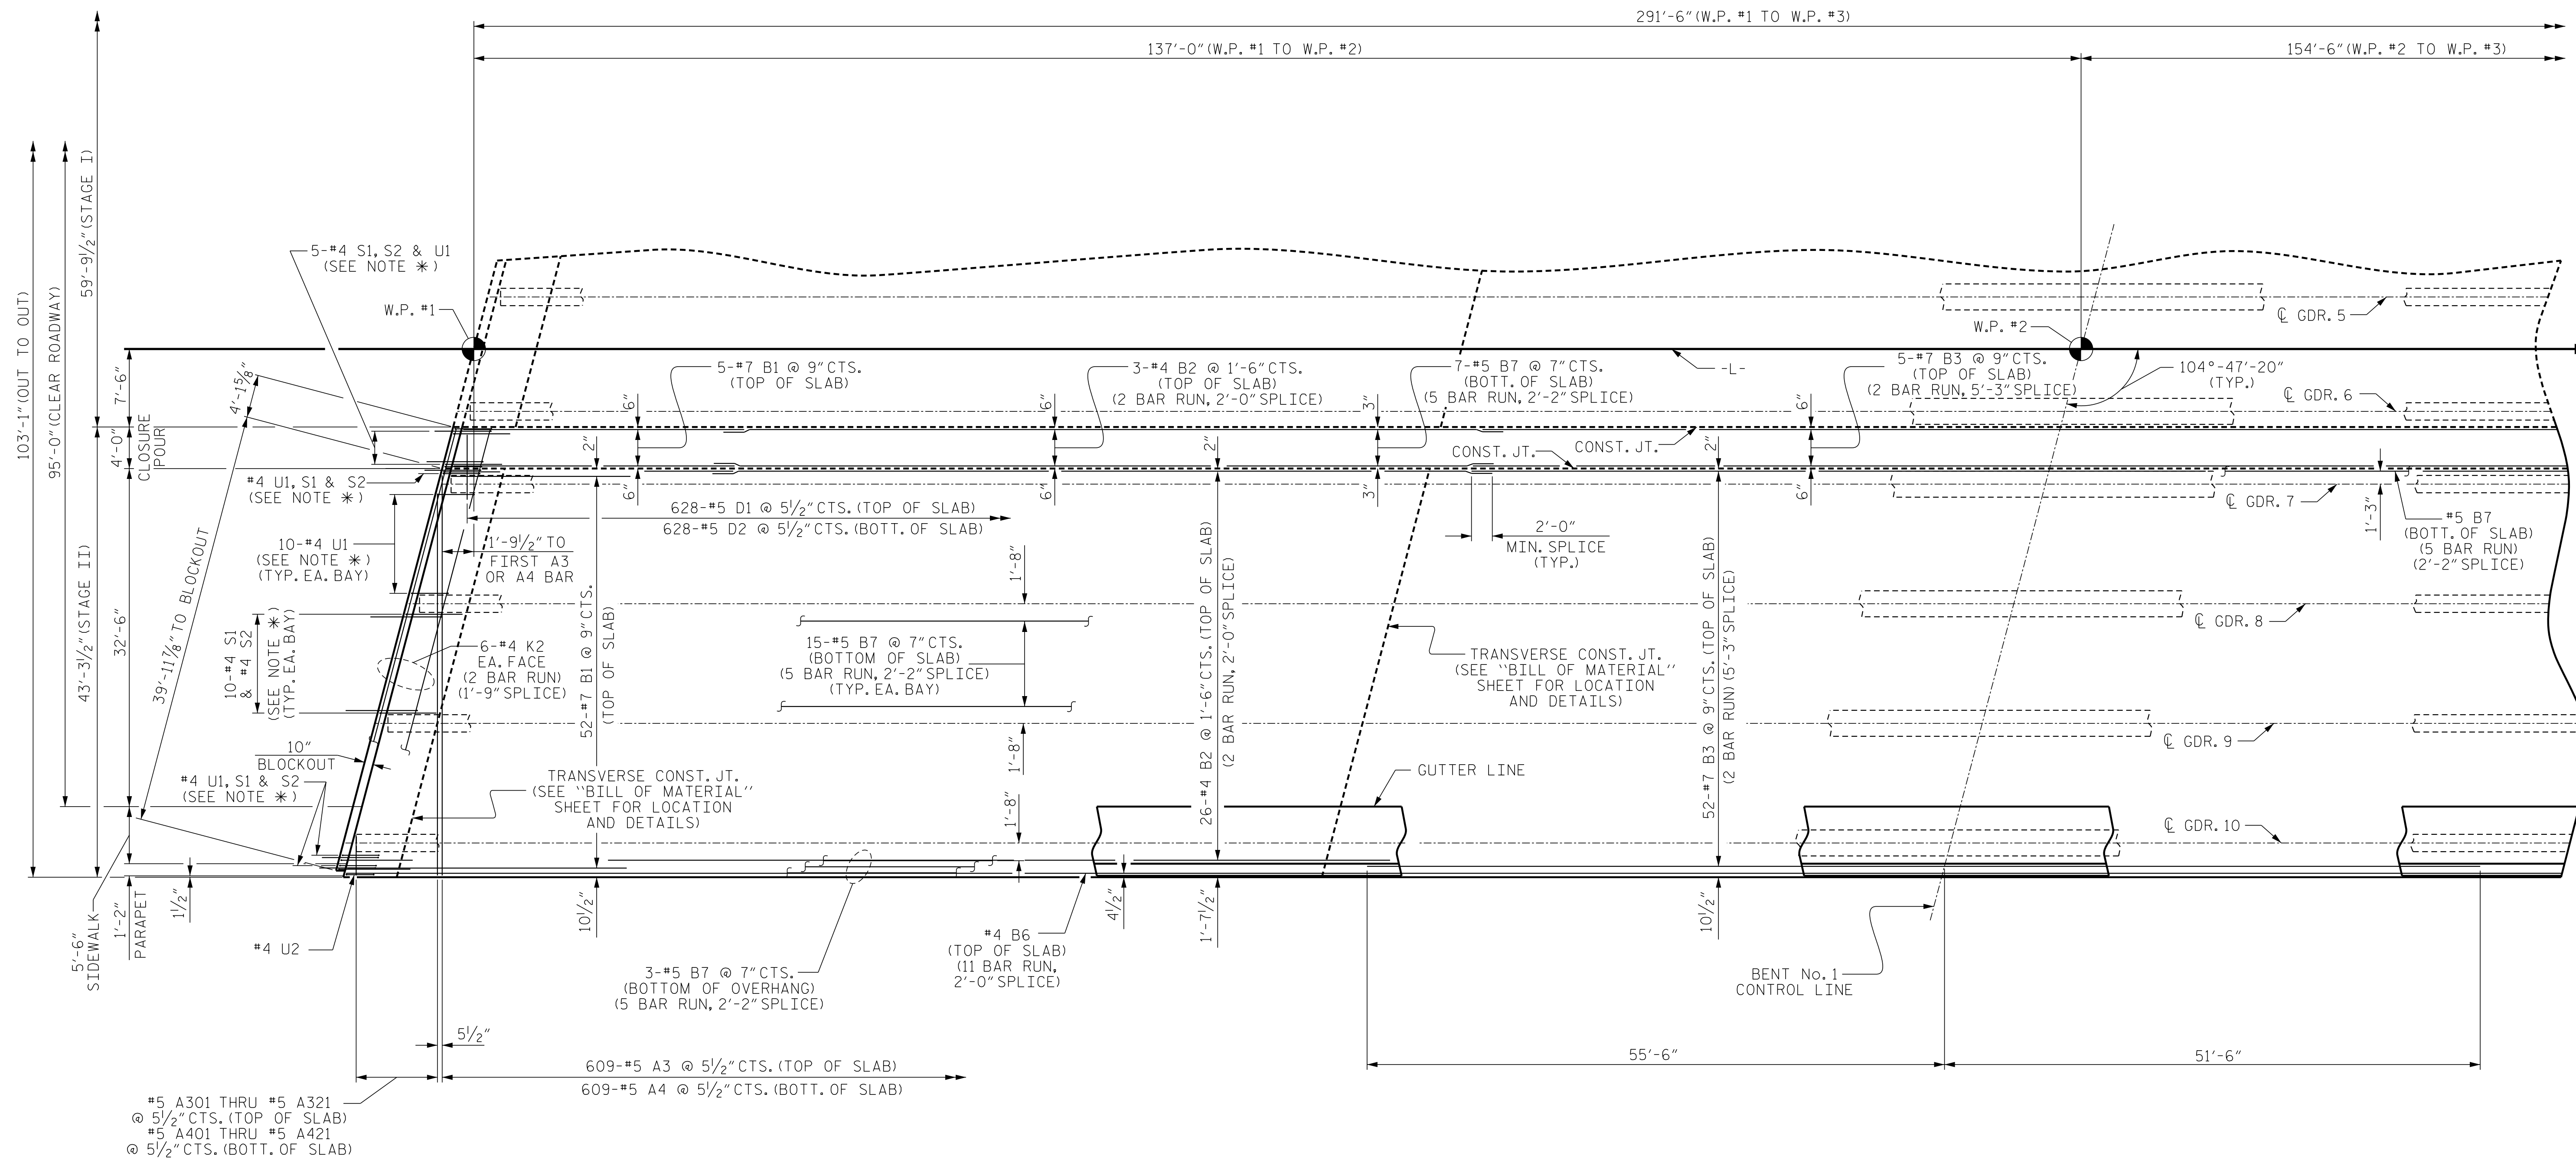 291'-6" (W.P. #1 TO W.P. #3)
137'-0" (W.P. #1 TO W.P. #2)
154'-6" (W.P. #2 TO W.P. #3)
103'-1" (OUT TO OUT)
95'-0" (CLEAR ROADWAY)
59'-9½" (STAGE I)
43'-3½" (STAGE II)
7'-6"
4'-0"
CLOSURE
POUR
32'-6"
5'-6"
SIDEWALK
1'-2"
PARAPET
1½"
4'-1⅝"
39'-11⅞" TO BLOCKOUT
5-#4 S1, S2 & U1
(SEE NOTE ✳)
W.P. #1
W.P. #2
℄ GDR. 5
5-#7 B1 @ 9" CTS.
(TOP OF SLAB)
3-#4 B2 @ 1'-6" CTS.
(TOP OF SLAB)
(2 BAR RUN, 2'-0" SPLICE)
7-#5 B7 @ 7" CTS.
(BOTT. OF SLAB)
(5 BAR RUN, 2'-2" SPLICE)
-L-
5-#7 B3 @ 9" CTS.
(TOP OF SLAB)
(2 BAR RUN, 5'-3" SPLICE)
104°-47'-20"
(TYP.)
℄ GDR. 6
6"
6"
3"
6"
2"
2"
2"
6"
6"
3"
6"
CONST. JT.
CONST. JT.
#4 U1, S1 & S2
(SEE NOTE ✳)
628-#5 D1 @ 5½" CTS. (TOP OF SLAB)
628-#5 D2 @ 5½" CTS. (BOTT. OF SLAB)
℄ GDR. 7
1'-3"
#5 B7
(BOTT. OF SLAB)
(5 BAR RUN)
(2'-2" SPLICE)
10-#4 U1
(SEE NOTE ✳)
(TYP. EA. BAY)
1'-9½" TO
FIRST A3
OR A4 BAR
2'-0"
MIN. SPLICE
(TYP.)
1'-8"
52-#7 B1 @ 9" CTS.
(TOP OF SLAB)
26-#4 B2 @ 1'-6" CTS. (TOP OF SLAB)
(2 BAR RUN, 2'-0" SPLICE)
52-#7 B3 @ 9" CTS. (TOP OF SLAB)
(2 BAR RUN) (5'-3" SPLICE)
℄ GDR. 8
10-#4 S1
& #4 S2
(SEE NOTE ✳)
(TYP. EA. BAY)
6-#4 K2
EA. FACE
(2 BAR RUN)
(1'-9" SPLICE)
15-#5 B7 @ 7" CTS.
(BOTTOM OF SLAB)
(5 BAR RUN, 2'-2" SPLICE)
(TYP. EA. BAY)
TRANSVERSE CONST. JT.
(SEE "BILL OF MATERIAL"
SHEET FOR LOCATION
AND DETAILS)
℄ GDR. 9
1'-8"
10"
BLOCKOUT
#4 U1, S1 & S2
(SEE NOTE ✳)
TRANSVERSE CONST. JT.
(SEE "BILL OF MATERIAL"
SHEET FOR LOCATION
AND DETAILS)
GUTTER LINE
℄ GDR. 10
1'-8"
#4 U2
10½"
4½"
1'-7½"
10½"
3-#5 B7 @ 7" CTS.
(BOTTOM OF OVERHANG)
(5 BAR RUN, 2'-2" SPLICE)
#4 B6
(TOP OF SLAB)
(11 BAR RUN,
2'-0" SPLICE)
BENT No. 1
CONTROL LINE
5½"
609-#5 A3 @ 5½" CTS. (TOP OF SLAB)
609-#5 A4 @ 5½" CTS. (BOTT. OF SLAB)
55'-6"
51'-6"
#5 A301 THRU #5 A321
@ 5½" CTS. (TOP OF SLAB)
#5 A401 THRU #5 A421
@ 5½" CTS. (BOTT. OF SLAB)